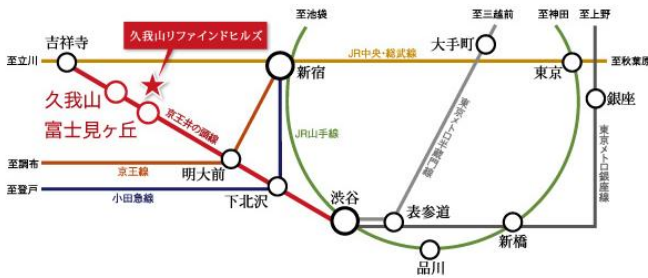 至池袋
至三越前
至神田
至上野
久我山リファインドヒルズ
吉祥寺
大手町
至立川
JR中央・総武線
至秋葉原
新宿
東京
久我山
銀座
富士見ヶ丘
京王井の頭線
JR山手線
東京メトロ半蔵門線
東京メトロ銀座線
至調布
京王線
明大前
至登戸
小田急線
下北沢
渋谷
表参道
新橋
品川